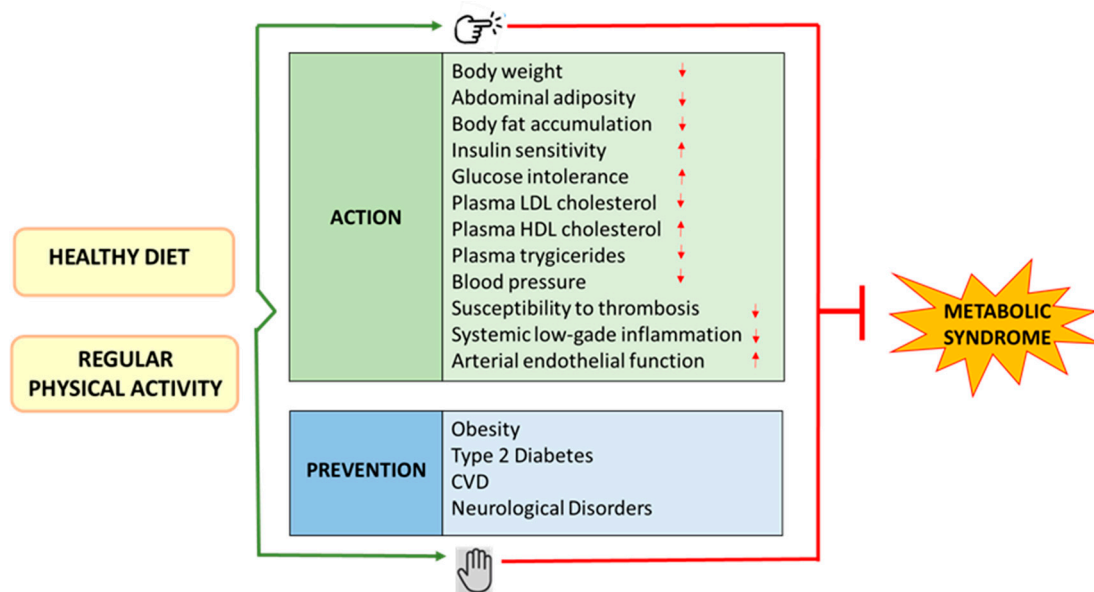 HEALTHY DIET
REGULAR
PHYSICAL ACTIVITY
ACTION
Body weight ↓
Abdominal adiposity ↓
Body fat accumulation ↓
Insulin sensitivity ↑
Glucose intolerance ↑
Plasma LDL cholesterol ↓
Plasma HDL cholesterol ↑
Plasma trygicerides ↓
Blood pressure ↓
Susceptibility to thrombosis ↓
Systemic low-gade inflammation ↓
Arterial endothelial function ↑
PREVENTION
Obesity
Type 2 Diabetes
CVD
Neurological Disorders
METABOLIC
SYNDROME